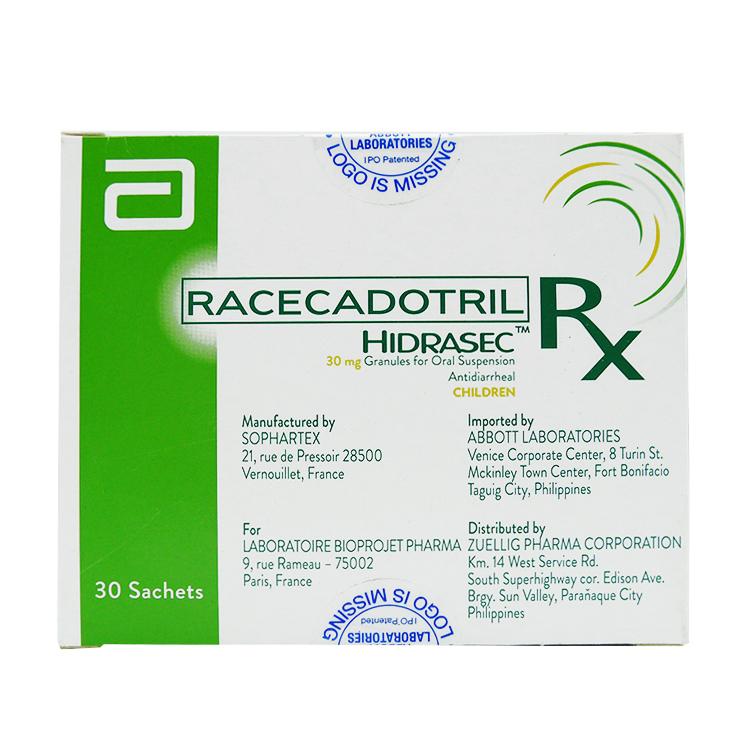 ABBOTT
LABORATORIES
IPO Patented
LOGO IS MISSING
RACECADOTRIL
HIDRASEC™
Rx
30 mg Granules for Oral Suspension
Antidiarrheal
CHILDREN
Manufactured by
SOPHARTEX
21, rue de Pressoir 28500
Vernouillet, France
Imported by
ABBOTT LABORATORIES
Venice Corporate Center, 8 Turin St.
Mckinley Town Center, Fort Bonifacio
Taguig City, Philippines
For
LABORATOIRE BIOPROJET PHARMA
9, rue Rameau – 75002
Paris, France
Distributed by
ZUELLIG PHARMA CORPORATION
Km. 14 West Service Rd.
South Superhighway cor. Edison Ave.
Brgy. Sun Valley, Parañaque City
Philippines
30 Sachets
LOGO IS MISSING
IPO Patented
LABORATORIES